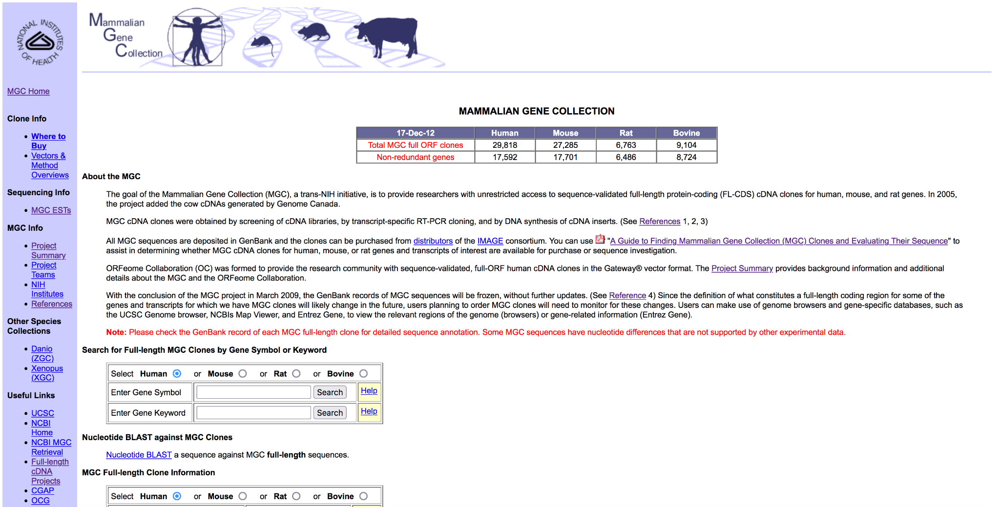 NATIONAL INSTITUTES OF HEALTH
Mammalian
Gene
Collection
MGC Home
Clone Info
Where to
Buy
Vectors &
Method
Overviews
Sequencing Info
MGC ESTs
MGC Info
Project
Summary
Project
Teams
NIH
Institutes
References
Other Species
Collections
Danio
(ZGC)
Xenopus
(XGC)
Useful Links
UCSC
NCBI
Home
NCBI MGC
Retrieval
Full-length
cDNA
Projects
CGAP
OCG
MAMMALIAN GENE COLLECTION
17-Dec-12 Human Mouse Rat Bovine
Total MGC full ORF clones 29,818 27,285 6,763 9,104
Non-redundant genes 17,592 17,701 6,486 8,724
About the MGC
The goal of the Mammalian Gene Collection (MGC), a trans-NIH initiative, is to provide researchers with unrestricted access to sequence-validated full-length protein-coding (FL-CDS) cDNA clones for human, mouse, and rat genes. In 2005,
the project added the cow cDNAs generated by Genome Canada.
MGC cDNA clones were obtained by screening of cDNA libraries, by transcript-specific RT-PCR cloning, and by DNA synthesis of cDNA inserts. (See References 1, 2, 3)
All MGC sequences are deposited in GenBank and the clones can be purchased from distributors of the IMAGE consortium. You can use "A Guide to Finding Mammalian Gene Collection (MGC) Clones and Evaluating Their Sequence" to
assist in determining whether MGC cDNA clones for human, mouse, or rat genes and transcripts of interest are available for purchase or sequence investigation.
ORFeome Collaboration (OC) was formed to provide the research community with sequence-validated, full-ORF human cDNA clones in the Gateway® vector format. The Project Summary provides background information and additional
details about the MGC and the ORFeome Collaboration.
With the conclusion of the MGC project in March 2009, the GenBank records of MGC sequences will be frozen, without further updates. (See Reference 4) Since the definition of what constitutes a full-length coding region for some of the
genes and transcripts for which we have MGC clones will likely change in the future, users planning to order MGC clones will need to monitor for these changes. Users can make use of genome browsers and gene-specific databases, such as
the UCSC Genome browser, NCBIs Map Viewer, and Entrez Gene, to view the relevant regions of the genome (browsers) or gene-related information (Entrez Gene).
Note: Please check the GenBank record of each MGC full-length clone for detailed sequence annotation. Some MGC sequences have nucleotide differences that are not supported by other experimental data.
Search for Full-length MGC Clones by Gene Symbol or Keyword
Select Human or Mouse or Rat or Bovine
Enter Gene Symbol Search Help
Enter Gene Keyword Search Help
Nucleotide BLAST against MGC Clones
Nucleotide BLAST a sequence against MGC full-length sequences.
MGC Full-length Clone Information
Select Human or Mouse or Rat or Bovine